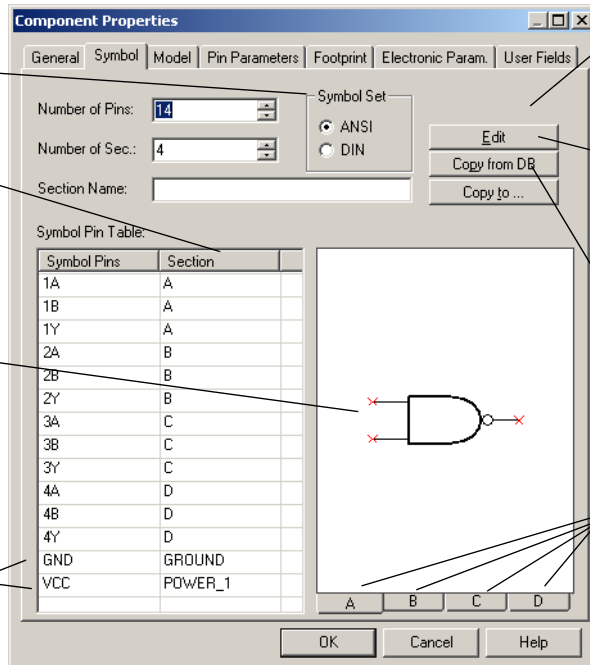 Component Properties
General Symbol Model Pin Parameters Footprint Electronic Param. User Fields
Number of Pins: 14
Number of Sec.: 4
Section Name:
Symbol Set
ANSI
DIN
Edit
Copy from DB
Copy to ...
Symbol Pin Table:
Symbol Pins Section
1A A
1B A
1Y A
2A B
2B B
2Y B
3A C
3B C
3Y C
4A D
4B D
4Y D
GND GROUND
VCC POWER_1
A B C D
OK Cancel Help